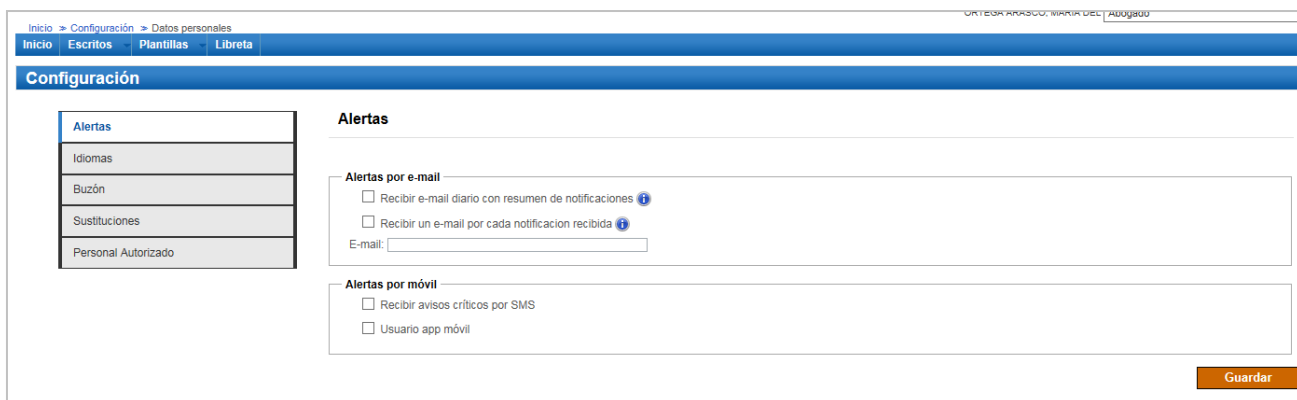 ORTEGA ARASCO, MARIA DEL Abogado
Inicio > Configuración > Datos personales
Inicio Escritos Plantillas Libreta
Configuración
Alertas
Idiomas
Buzón
Sustituciones
Personal Autorizado
Alertas
Alertas por e-mail
Recibir e-mail diario con resumen de notificaciones
Recibir un e-mail por cada notificacion recibida
E-mail:
Alertas por móvil
Recibir avisos críticos por SMS
Usuario app móvil
Guardar